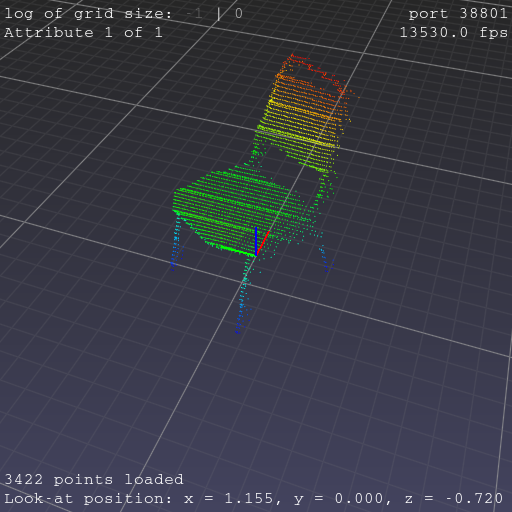 log of grid size: -1 | 0
port 38801
Attribute 1 of 1
13530.0 fps
3422 points loaded
Look-at position: x = 1.155, y = 0.000, z = -0.720